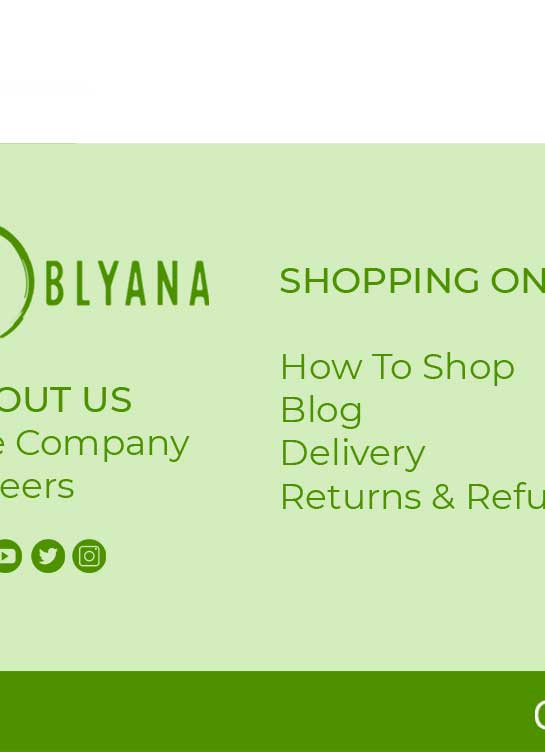 BLYANA
OUT US
e Company
eers
SHOPPING ON
How To Shop
Blog
Delivery
Returns & Refu